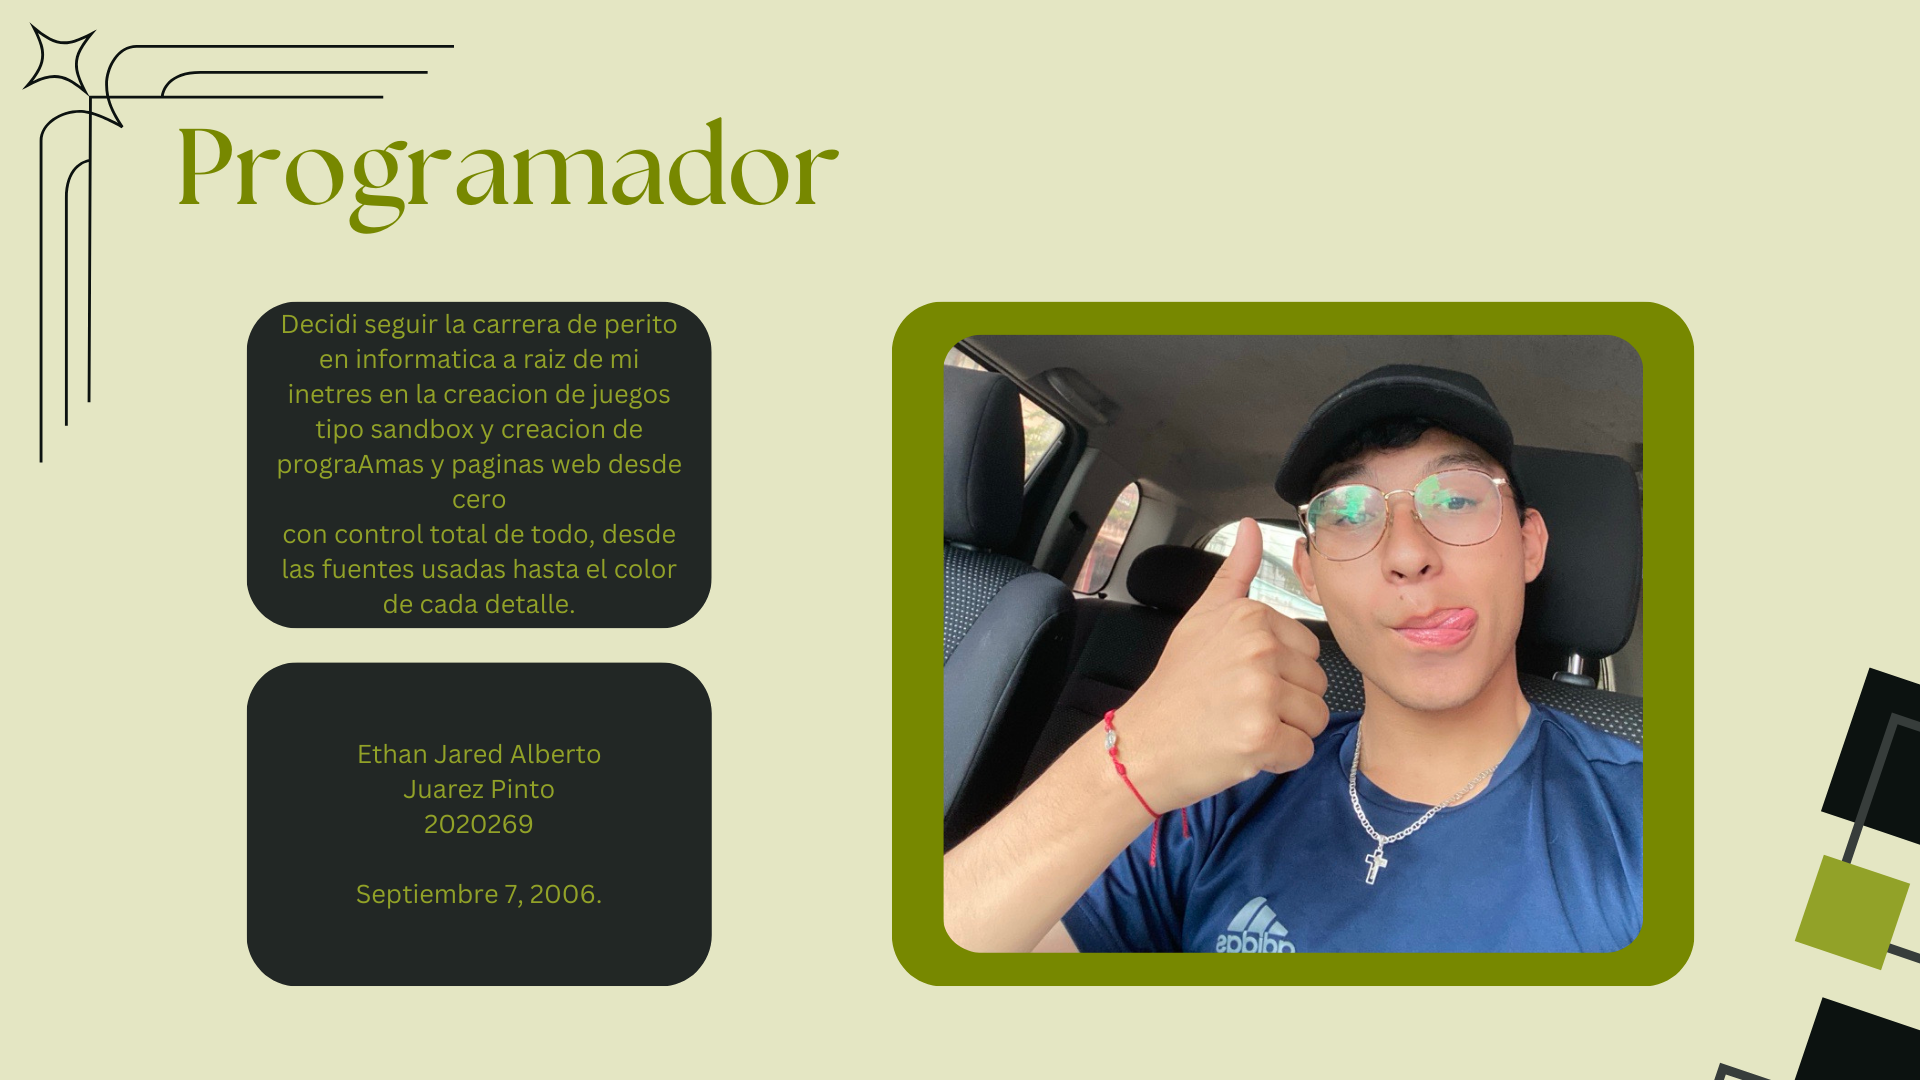 Programador
Decidi seguir la carrera de perito
en informatica a raiz de mi
inetres en la creacion de juegos
tipo sandbox y creacion de
prograAmas y paginas web desde
cero
con control total de todo, desde
las fuentes usadas hasta el color
de cada detalle.
Ethan Jared Alberto
Juarez Pinto
2020269
Septiembre 7, 2006.
adidas